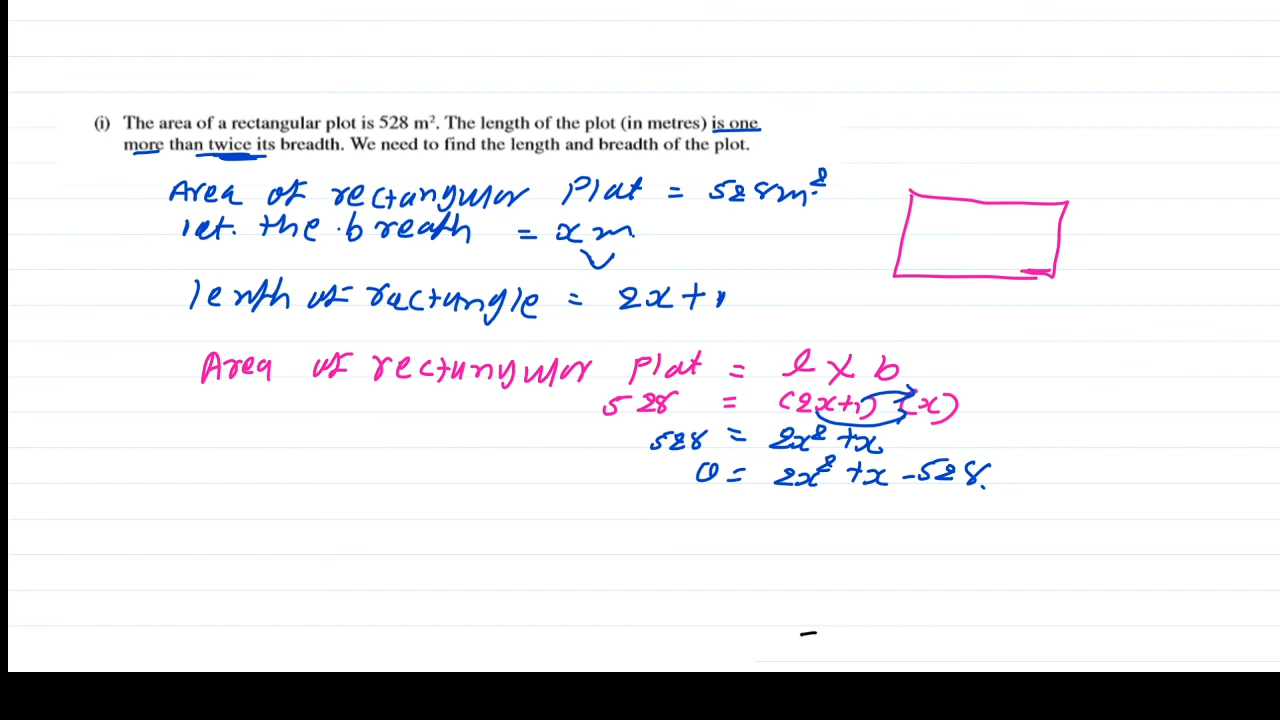 (i) The area of a rectangular plot is 528 m². The length of the plot (in metres) is one
more than twice its breadth. We need to find the length and breadth of the plot.
Area of rectangular Plat = 528m²
let. the breath = x m
lenth of rectangle = 2x + 1
Area of rectangular plat = l × b
528 = (2x+1) (x)
528 = 2x² + x
0 = 2x² + x - 528.